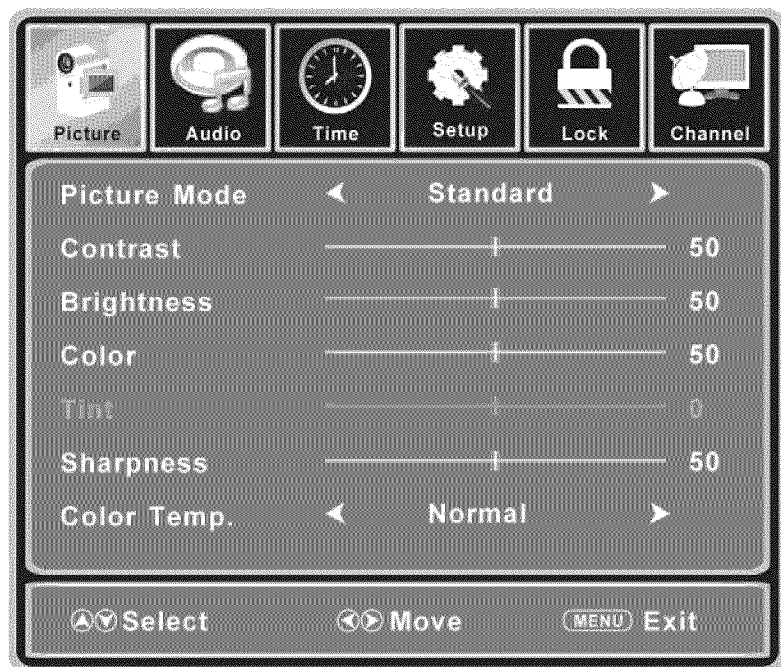 Picture Audio Time Setup Lock Channel
Picture Mode Standard
Contrast 50
Brightness 50
Color 50
Tint 0
Sharpness 50
Color Temp. Normal
Select Move MENU Exit